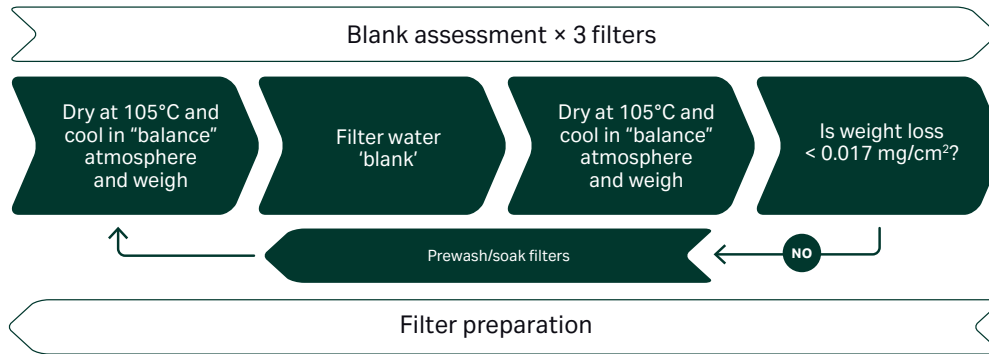 Blank assessment × 3 filters
Dry at 105°C and
cool in “balance”
atmosphere
and weigh
Filter water
‘blank’
Dry at 105°C and
cool in “balance”
atmosphere
and weigh
Is weight loss
< 0.017 mg/cm²?
Prewash/soak filters
NO
Filter preparation